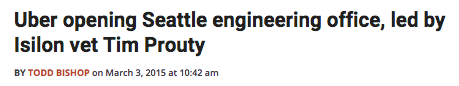 Uber opening Seattle engineering office, led by
Isilon vet Tim Prouty
BY TODD BISHOP on March 3, 2015 at 10:42 am